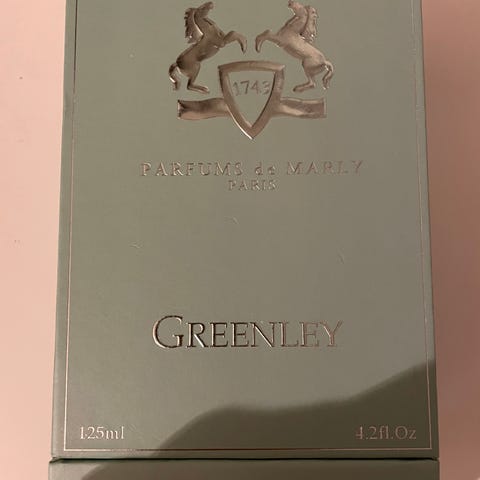 1743
PARFUMS de MARLY
PARIS
GREENLEY
125ml 4.2fl.Oz